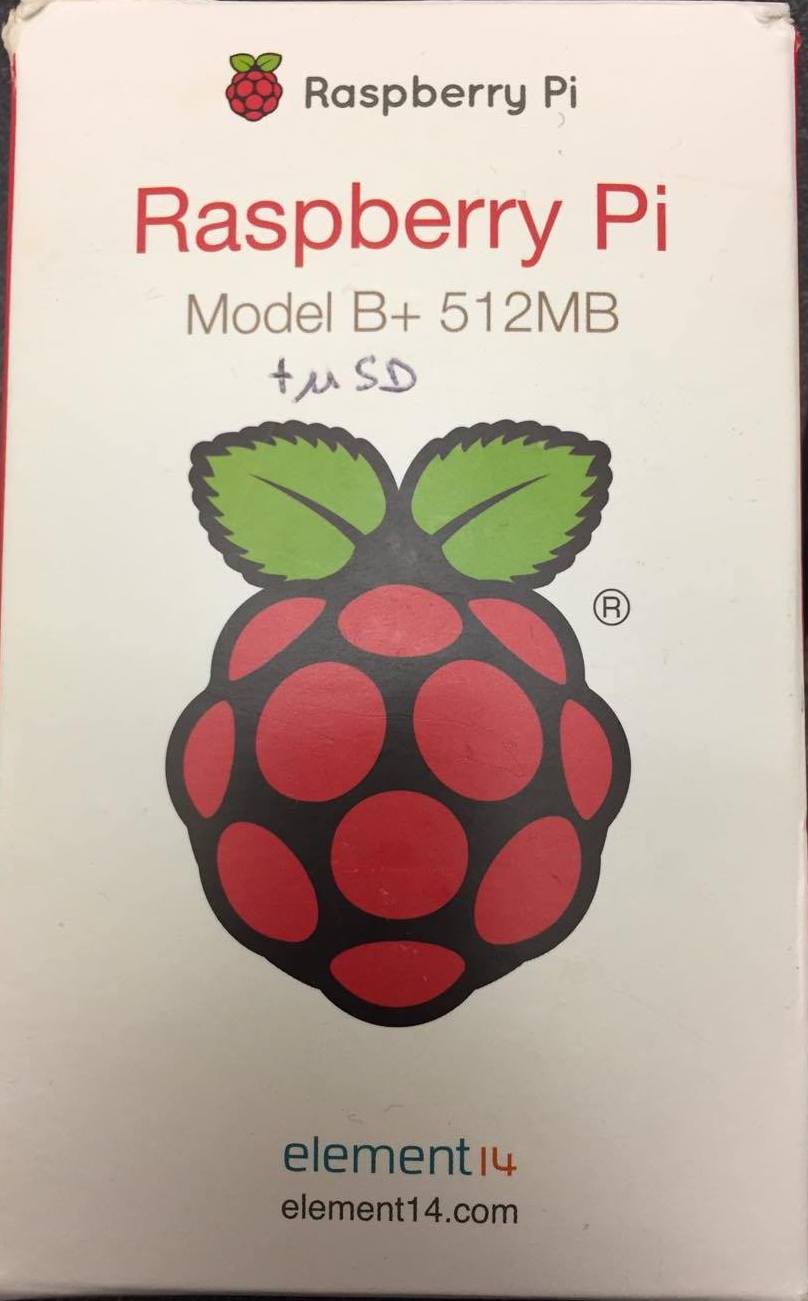 Raspberry Pi
Raspberry Pi
Model B+ 512MB
+ μSD
®
element14
element14.com